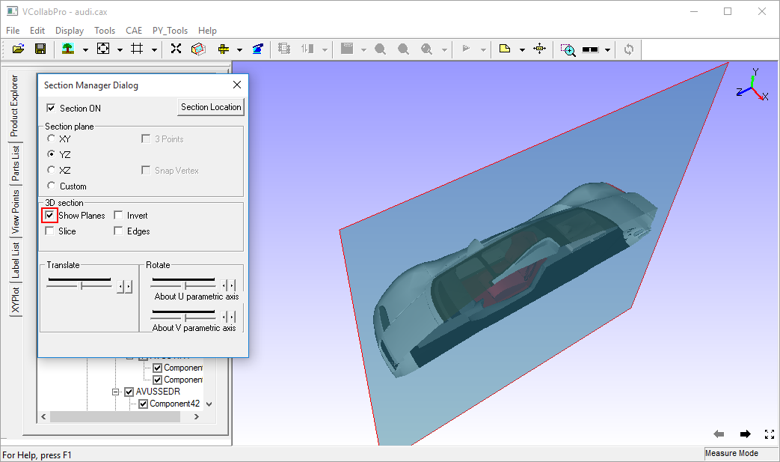 VCollabPro - audi.cax
File Edit Display Tools CAE PY_Tools Help
Product Explorer
Parts List
View Points
Label List
XYPlot
Section Manager Dialog
Section ON
Section Location
Section plane
XY
3 Points
YZ
XZ
Snap Vertex
Custom
3D section
Show Planes
Invert
Slice
Edges
Translate
Rotate
About U parametric axis
About V parametric axis
Component
Component
AVUSSEDR
Component42
Y
Z
X
For Help, press F1
Measure Mode